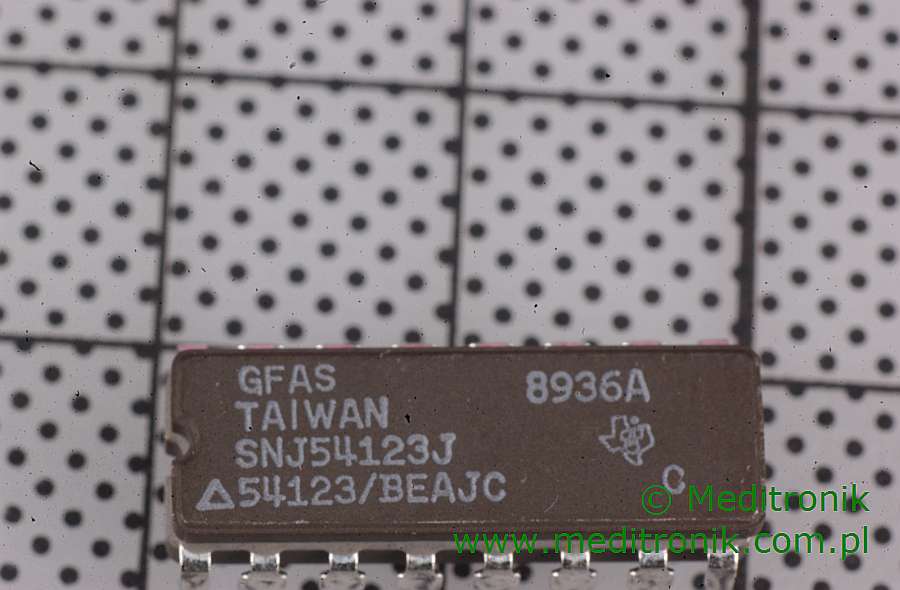 GFAS 8936A
TAIWAN
SNJ54123J
△54123/BEAJC C
© Meditronik
www.meditronik.com.pl